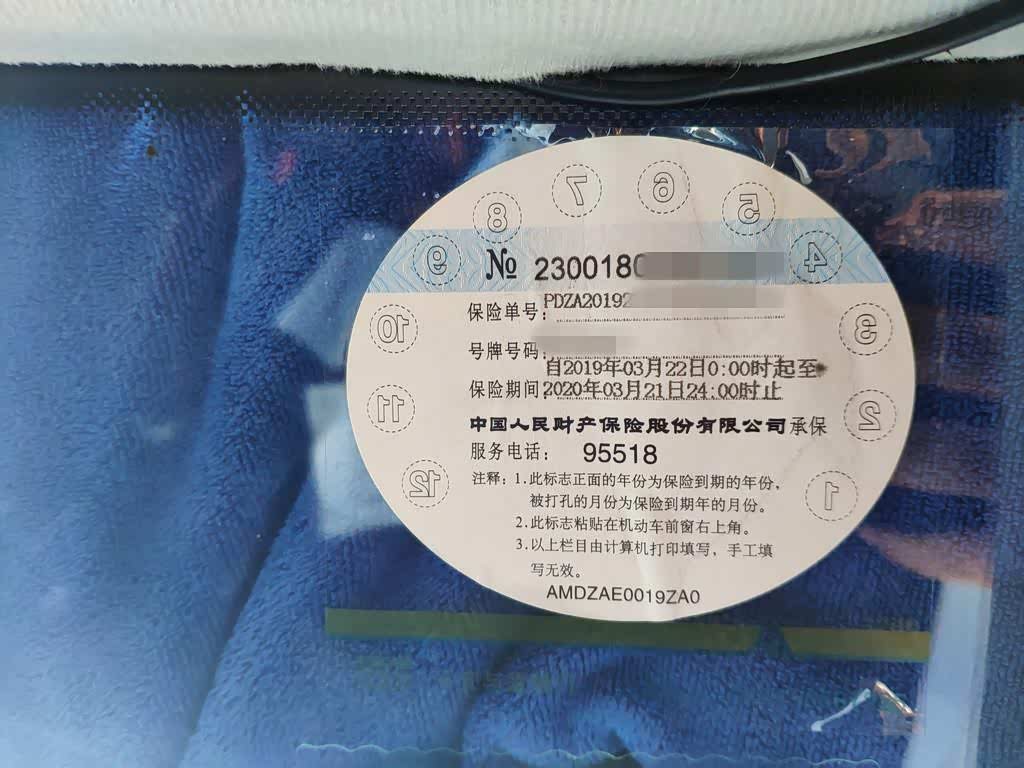 7 6 5
8 4
9 № 2300180
保险单号:PDZA20192
10 3
号牌号码:
自2019年03月22日0:00时起至
保险期间:2020年03月21日24:00时止
11 2
中国人民财产保险股份有限公司承保
服务电话: 95518
12 1
注释:1.此标志正面的年份为保险到期的年份,
被打孔的月份为保险到期年的月份。
2.此标志粘贴在机动车前窗右上角。
3.以上栏目由计算机打印填写,手工填
写无效。
AMDZAE0019ZA0